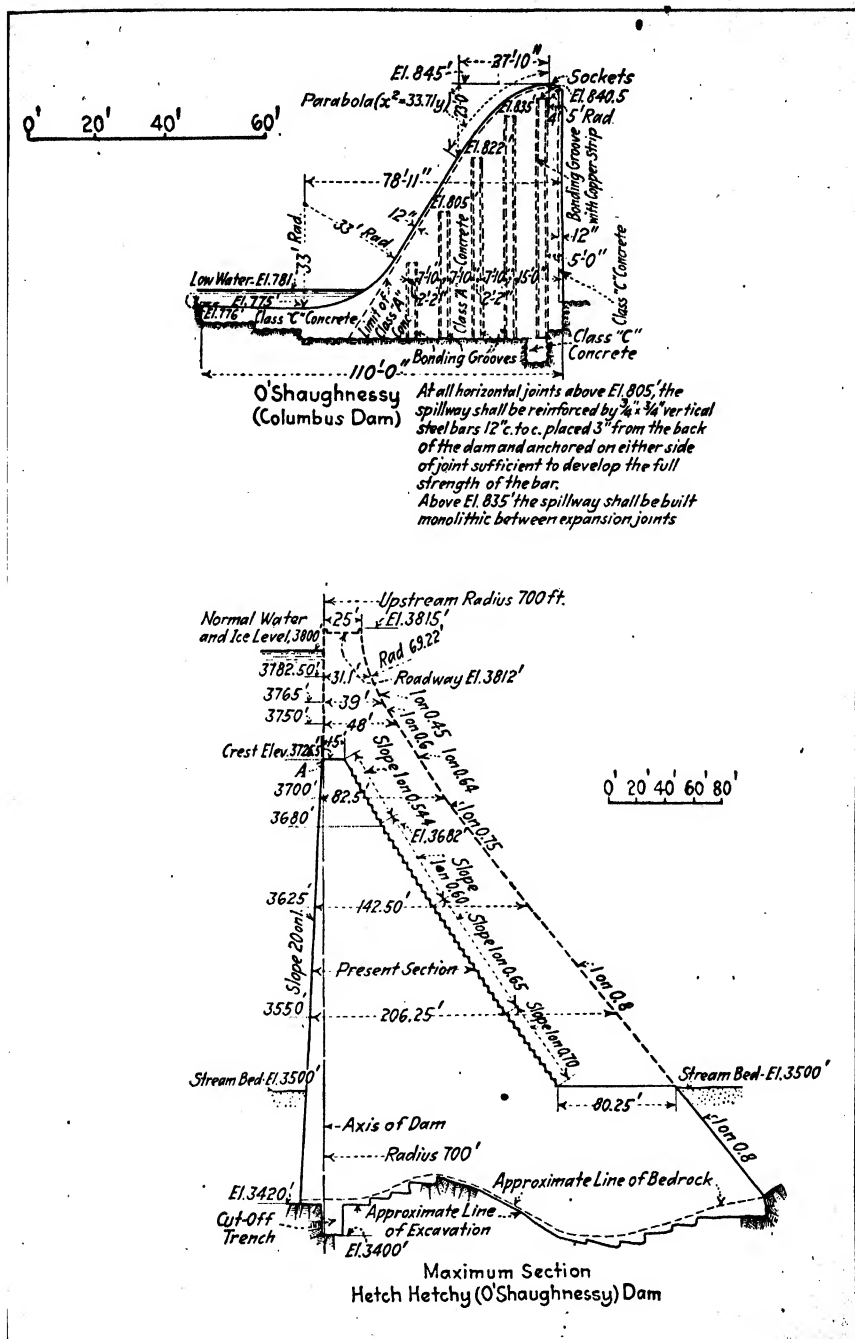 27'-10"
El. 845'
Sockets
El. 840.5
Parabola (x²=33.71y)
23'-0"
El. 835'
4'
5' Rad.
0' 20' 40' 60'
El. 822
Bonding Groove
with Copper Strip
78'-11"
El. 805
12"
33' Rad
33' Rad
12"
5'-0"
Low Water-El. 781
El. 775'
El. 776'
Class "C" Concrete
Limit of
Class "A"
Conc.
7'-10" 7'-10" 7'-10" 15'-0"
2'-2" 2'-2"
Class "A" Concrete
Class "C" Concrete
Bonding Grooves
Class "C"
Concrete
110'-0"
O'Shaughnessy
(Columbus Dam)
At all horizontal joints above El. 805', the
spillway shall be reinforced by ¾" x ¾" vertical
steel bars 12" c. to c. placed 3" from the back
of the dam and anchored on either side
of joint sufficient to develop the full
strength of the bar.
Above El. 835' the spillway shall be built
monolithic between expansion joints
Upstream Radius 700 ft.
Normal Water
and Ice Level, 3800'
25'
El. 3815'
Rad 69.22'
3782.50'
31.1'
Roadway El. 3812'
3765'
39'
1 on 0.45
3750'
48'
1 on 0.6
1 on 0.64
Crest Elev. 3726.5'
15'
A
3700'
82.5'
Slope 1 on 0.544
0' 20' 40' 60' 80'
3680'
El. 3682'
1 on 0.75
Slope
1 on 0.60
3625'
142.50'
Slope 20 on 1.
Slope 1 on 0.65
Present Section
1 on 0.8
3550'
206.25'
Slope 1 on 0.70
Stream Bed-El. 3500'
Stream Bed-El. 3500'
80.25'
Axis of Dam
1 on 0.8
Radius 700'
El. 3420'
Approximate Line of Bedrock
Cut-Off
Trench
Approximate Line
of Excavation
El. 3400'
Maximum Section
Hetch Hetchy (O'Shaughnessy) Dam